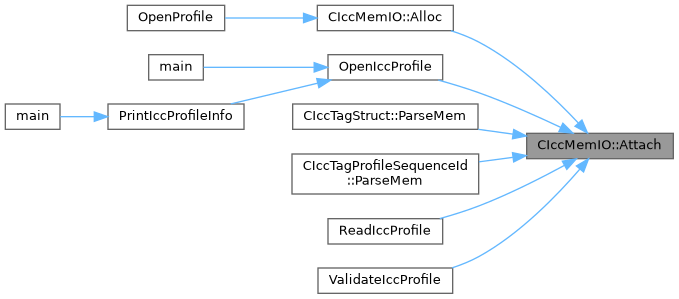 OpenProfile
CIccMemIO::Alloc
main
OpenIccProfile
main
PrintIccProfileInfo
CIccTagStruct::ParseMem
CIccMemIO::Attach
CIccTagProfileSequenceId
::ParseMem
ReadIccProfile
ValidateIccProfile